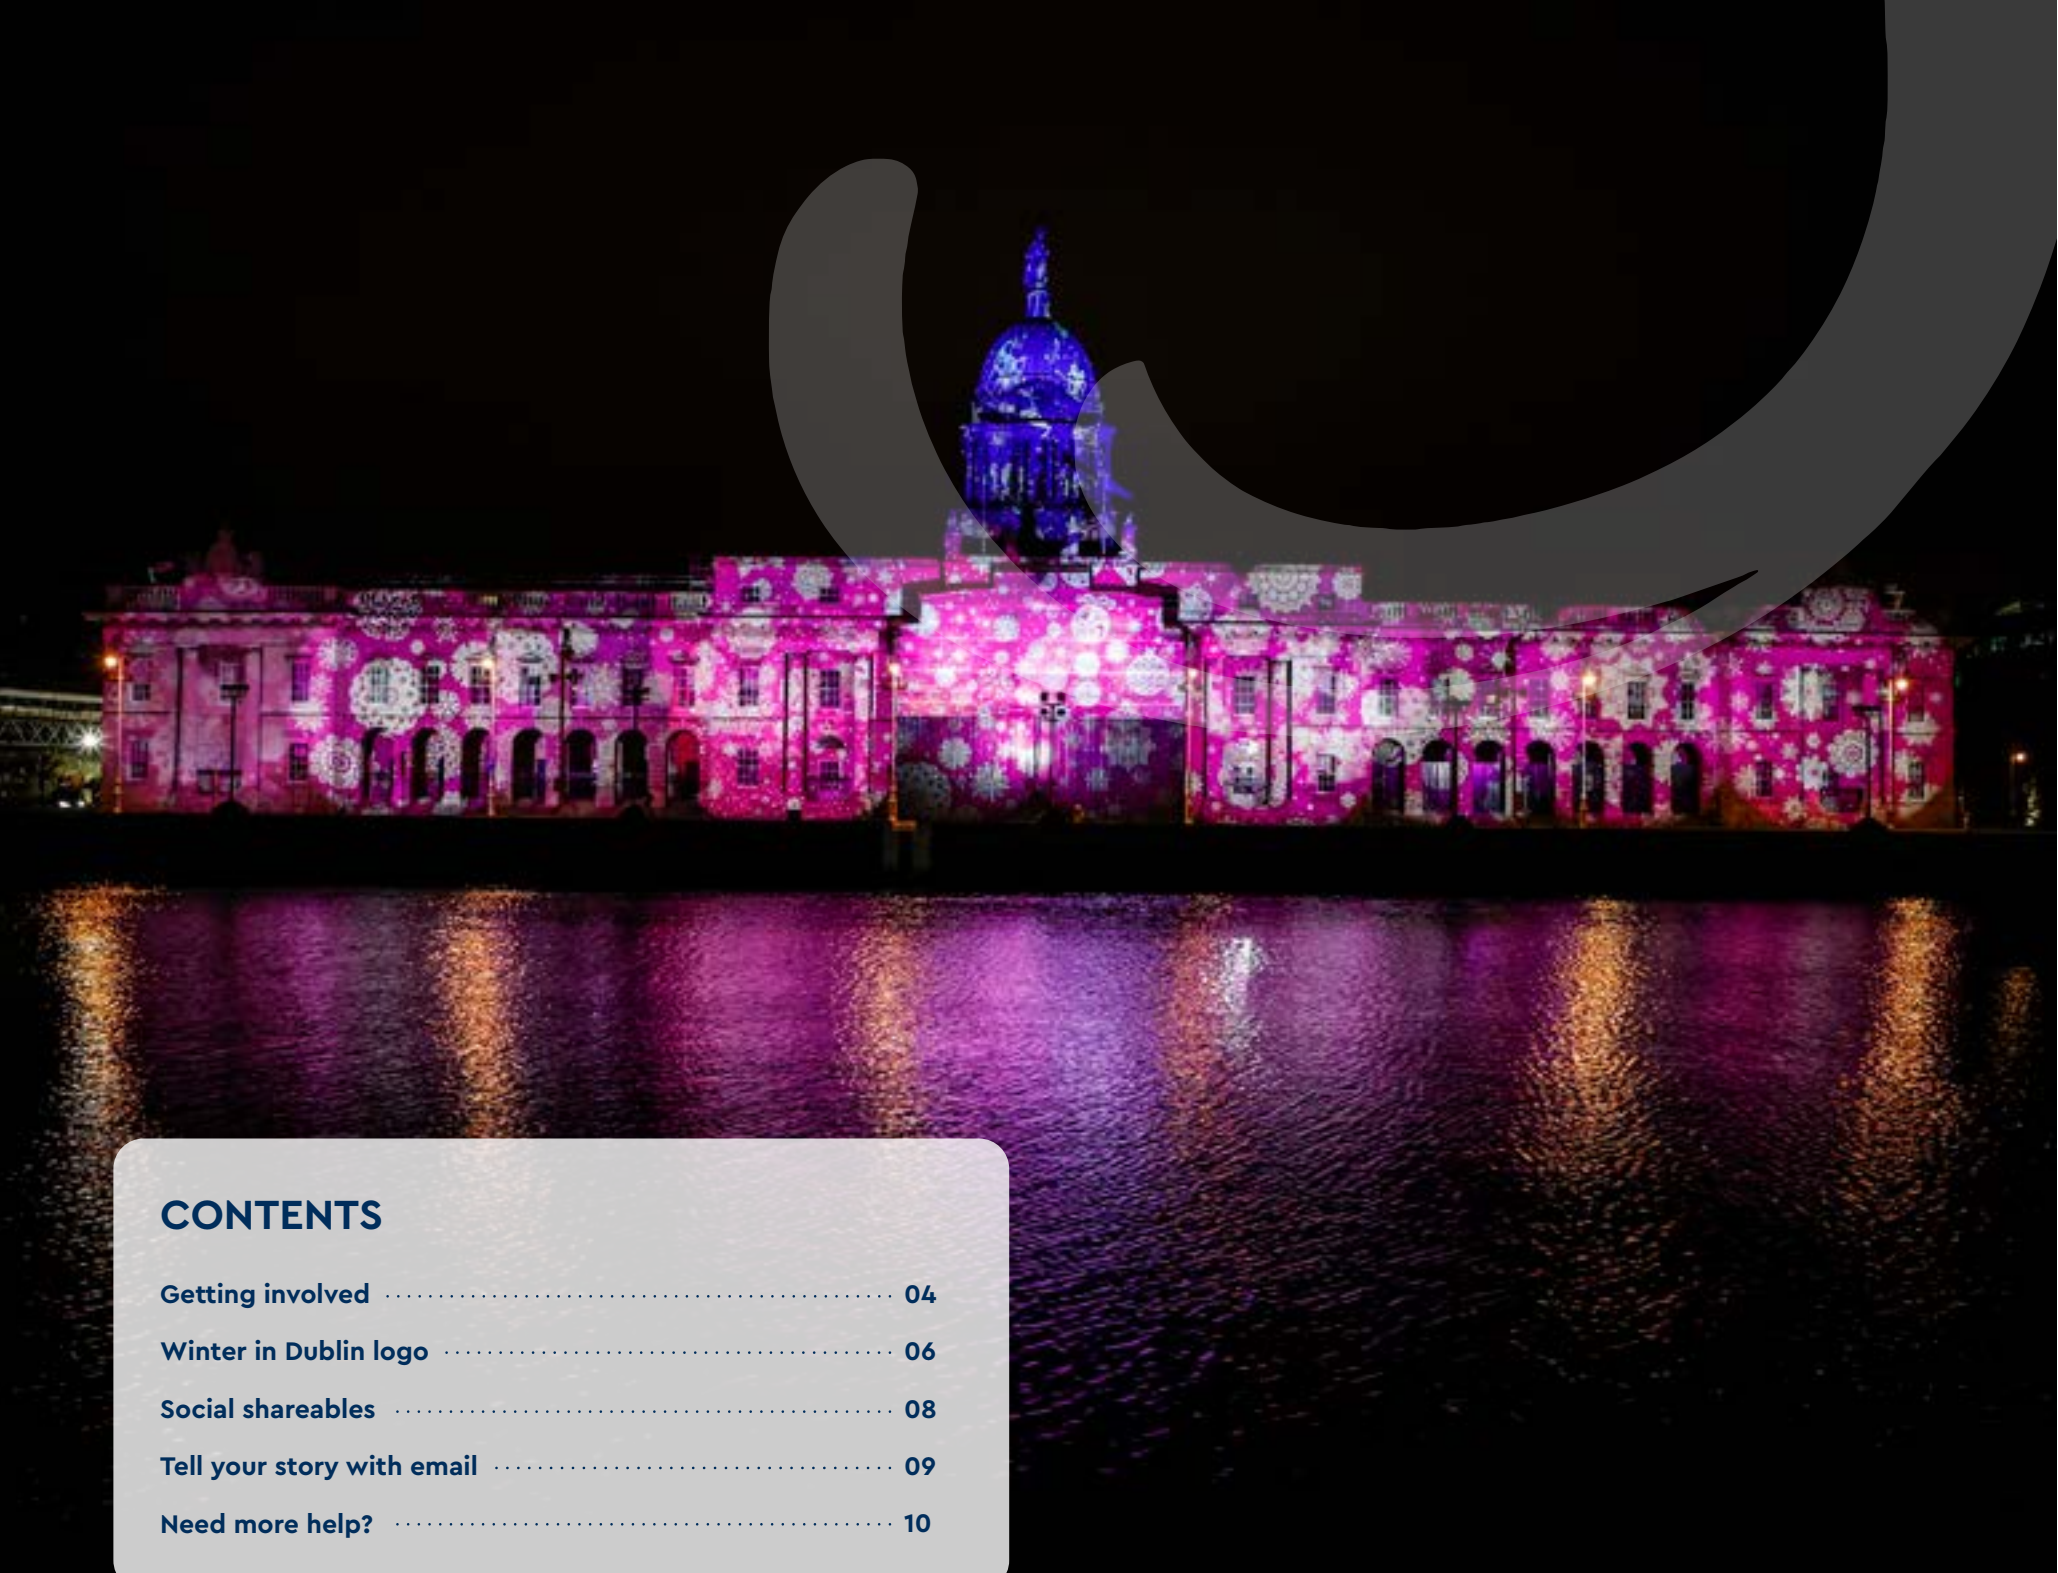 CONTENTS
Getting involved 04
Winter in Dublin logo 06
Social shareables 08
Tell your story with email 09
Need more help? 10